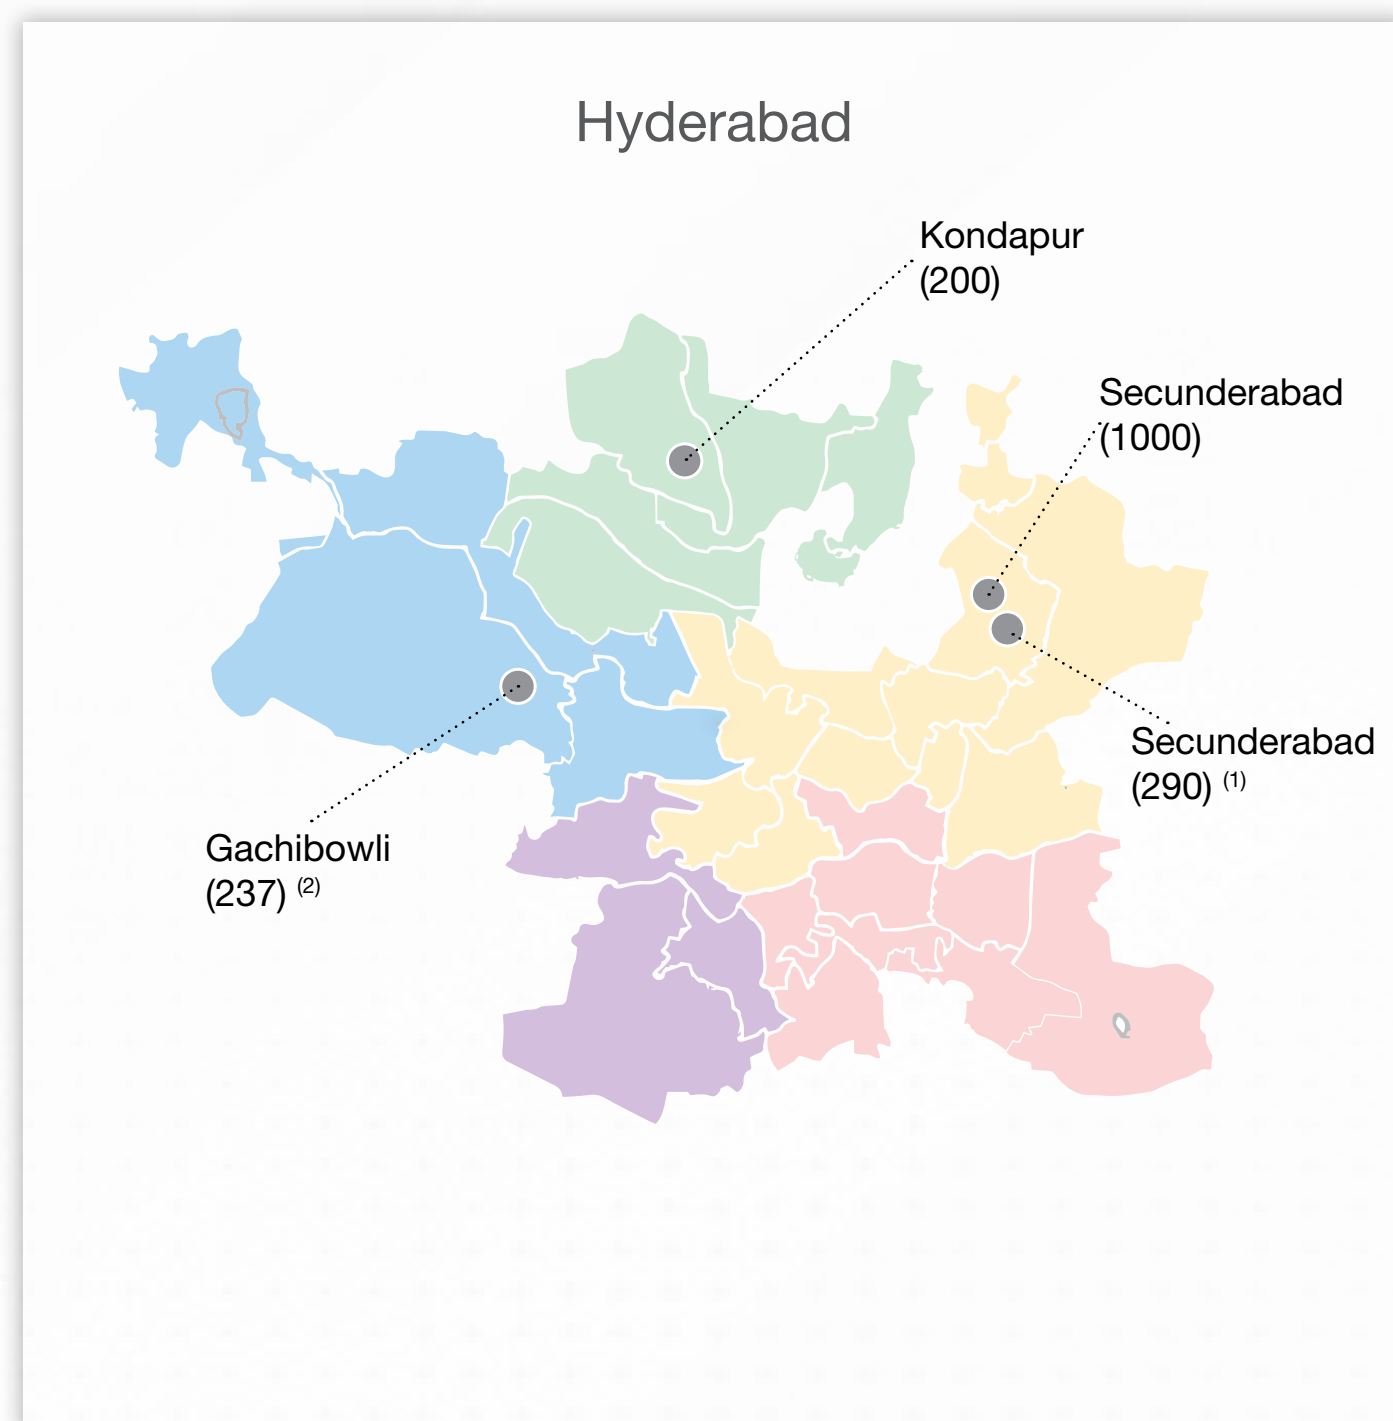 Hyderabad
Kondapur
(200)
Secunderabad
(1000)
Secunderabad
(290) (1)
Gachibowli
(237) (2)